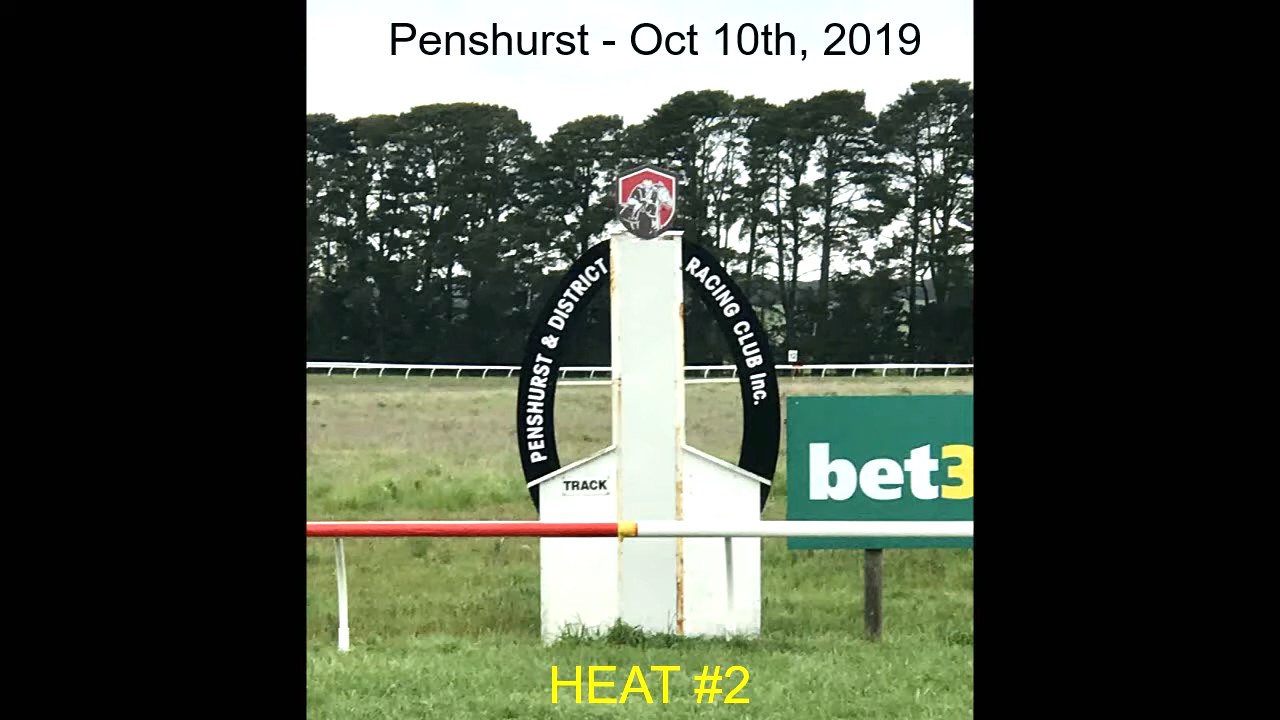 Penshurst - Oct 10th, 2019
PENSHURST & DISTRICT
RACING CLUB Inc.
TRACK
bet3
HEAT #2